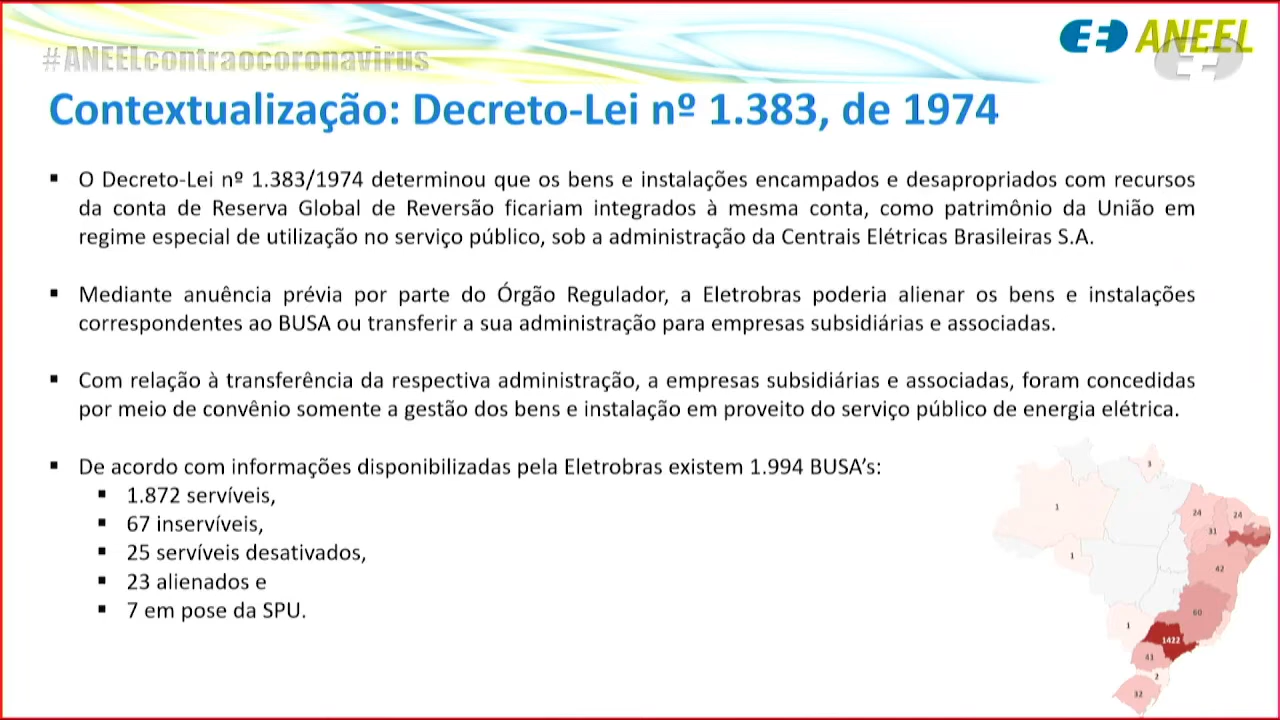 #ANEELcontraocoronavirus
ANEEL
Contextualização: Decreto-Lei nº 1.383, de 1974
▪ O Decreto-Lei nº 1.383/1974 determinou que os bens e instalações encampados e desapropriados com recursos
da conta de Reserva Global de Reversão ficariam integrados à mesma conta, como patrimônio da União em
regime especial de utilização no serviço público, sob a administração da Centrais Elétricas Brasileiras S.A.
▪ Mediante anuência prévia por parte do Órgão Regulador, a Eletrobras poderia alienar os bens e instalações
correspondentes ao BUSA ou transferir a sua administração para empresas subsidiárias e associadas.
▪ Com relação à transferência da respectiva administração, a empresas subsidiárias e associadas, foram concedidas
por meio de convênio somente a gestão dos bens e instalação em proveito do serviço público de energia elétrica.
▪ De acordo com informações disponibilizadas pela Eletrobras existem 1.994 BUSA’s:
▪ 1.872 servíveis,
▪ 67 inservíveis,
▪ 25 servíveis desativados,
▪ 23 alienados e
▪ 7 em pose da SPU.
3
1
24
24
31
1
42
60
1
1422
2
32